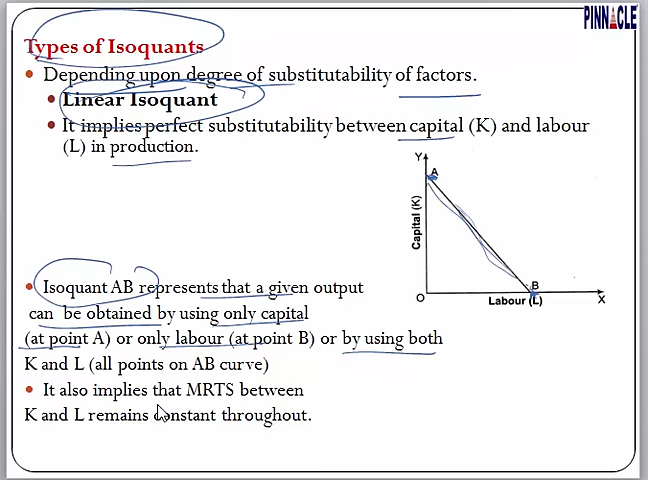 PINNACLE
Types of Isoquants
Depending upon degree of substitutability of factors.
Linear Isoquant
It implies perfect substitutability between capital (K) and labour
(L) in production.
Y
A
Capital (K)
B
O
Labour (L)
X
Isoquant AB represents that a given output
can be obtained by using only capital
(at point A) or only labour (at point B) or by using both
K and L (all points on AB curve)
It also implies that MRTS between
K and L remains constant throughout.